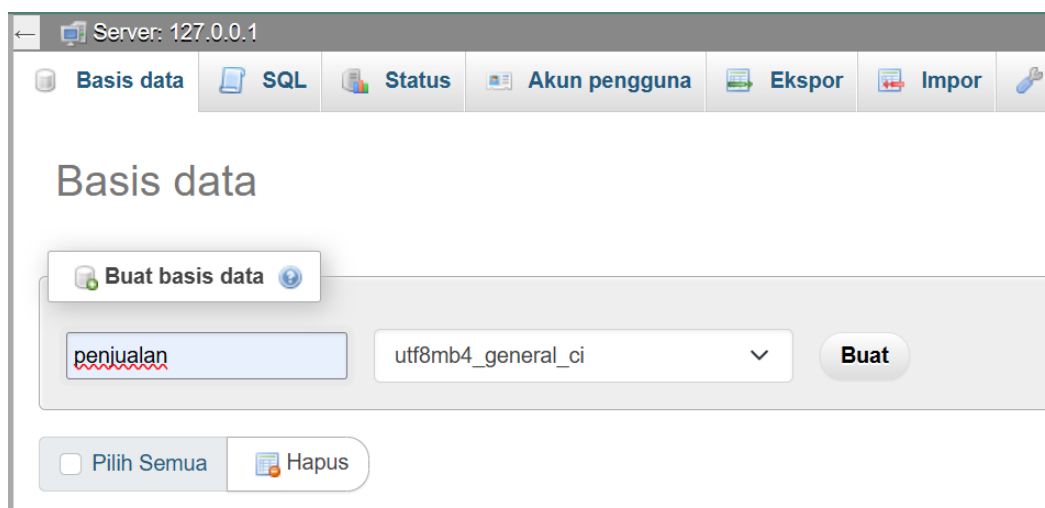 Server: 127.0.0.1
Basis data SQL Status Akun pengguna Ekspor Impor
Basis data
Buat basis data
penjualan utf8mb4_general_ci Buat
Pilih Semua Hapus